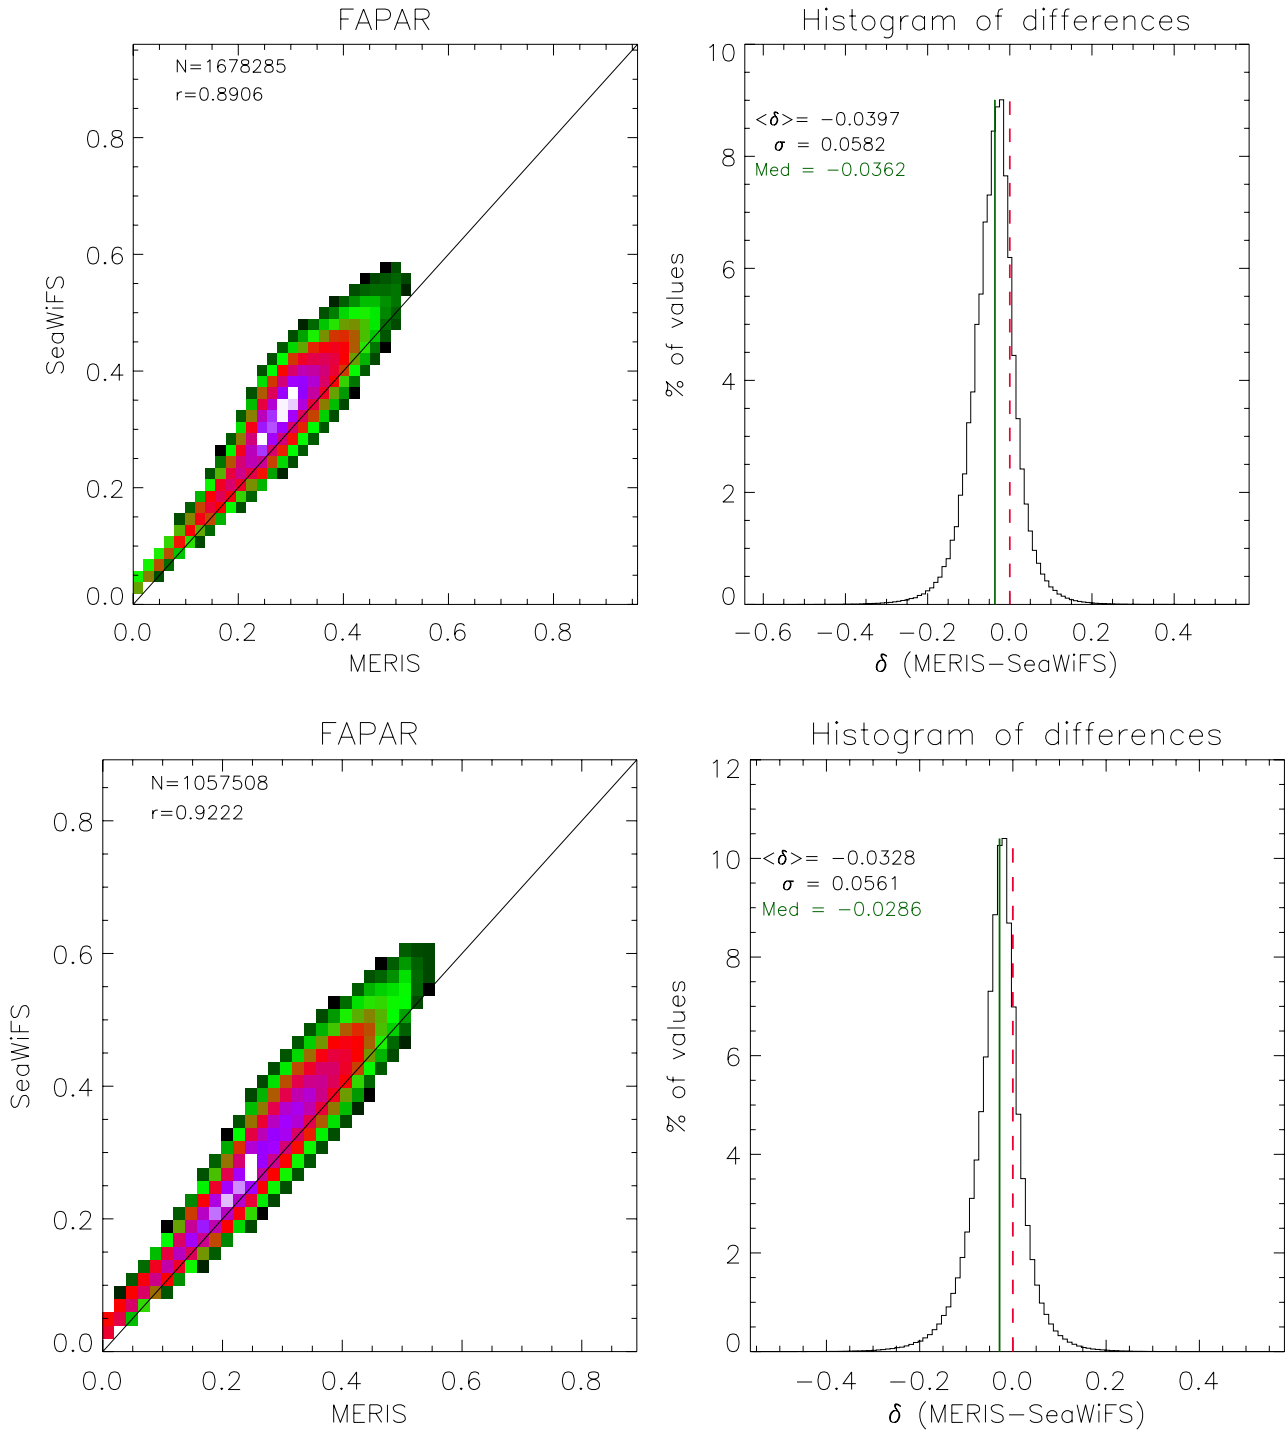 FAPAR
N=1678285
r=0.8906
0.8
0.6
0.4
0.2
0.0
SeaWiFS
0.0 0.2 0.4 0.6 0.8
MERIS
Histogram of differences
10
8
6
4
2
0
% of values
<δ>= −0.0397
σ = 0.0582
Med = −0.0362
−0.6 −0.4 −0.2 0.0 0.2 0.4
δ (MERIS−SeaWiFS)
FAPAR
N=1057508
r=0.9222
0.8
0.6
0.4
0.2
0.0
SeaWiFS
0.0 0.2 0.4 0.6 0.8
MERIS
Histogram of differences
12
10
8
6
4
2
0
% of values
<δ>= −0.0328
σ = 0.0561
Med = −0.0286
−0.4 −0.2 0.0 0.2 0.4
δ (MERIS−SeaWiFS)